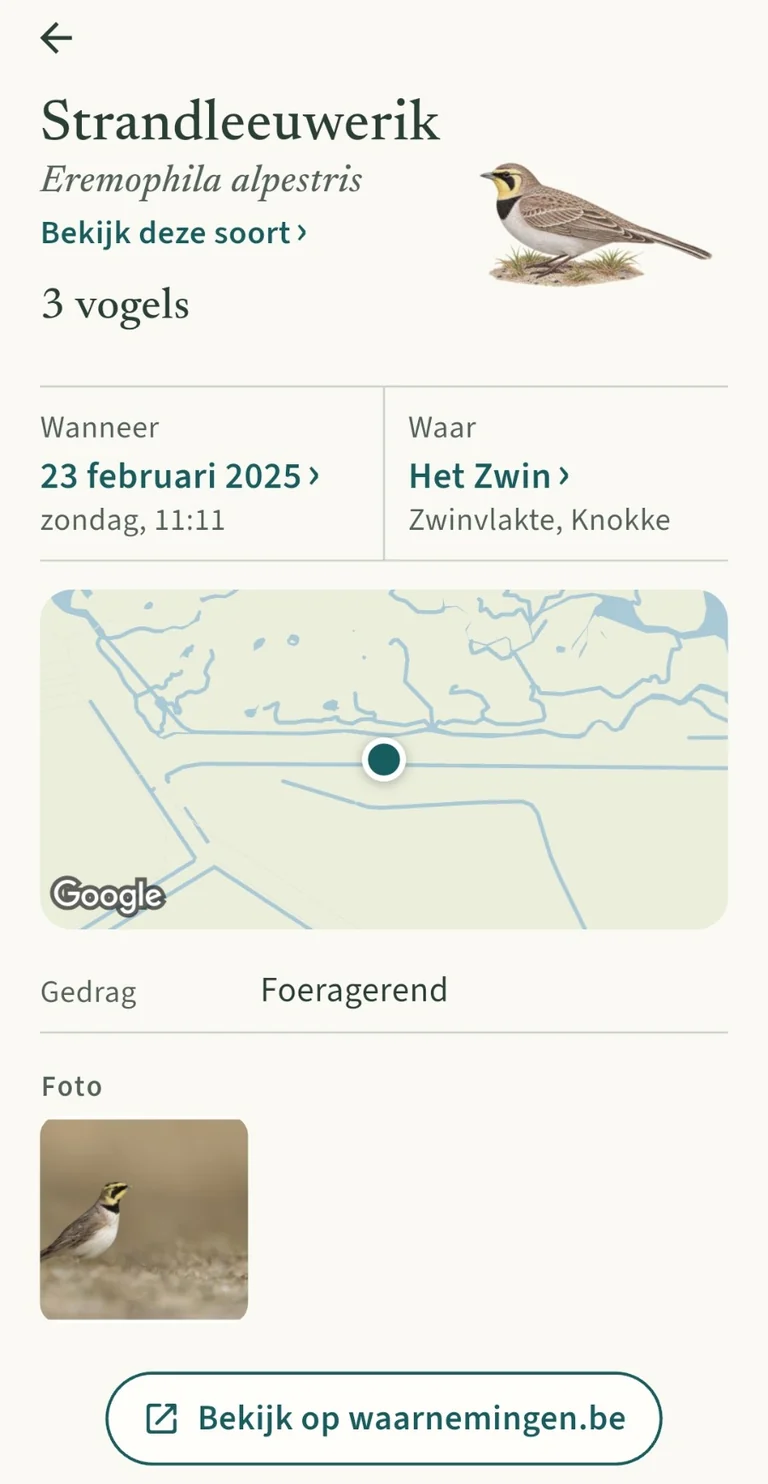 Strandleeuwerik
Eremophila alpestris
Bekijk deze soort ›
3 vogels
Wanneer
23 februari 2025 ›
zondag, 11:11
Waar
Het Zwin ›
Zwinvlakte, Knokke
Google
Gedrag
Foeragerend
Foto
Bekijk op waarnemingen.be